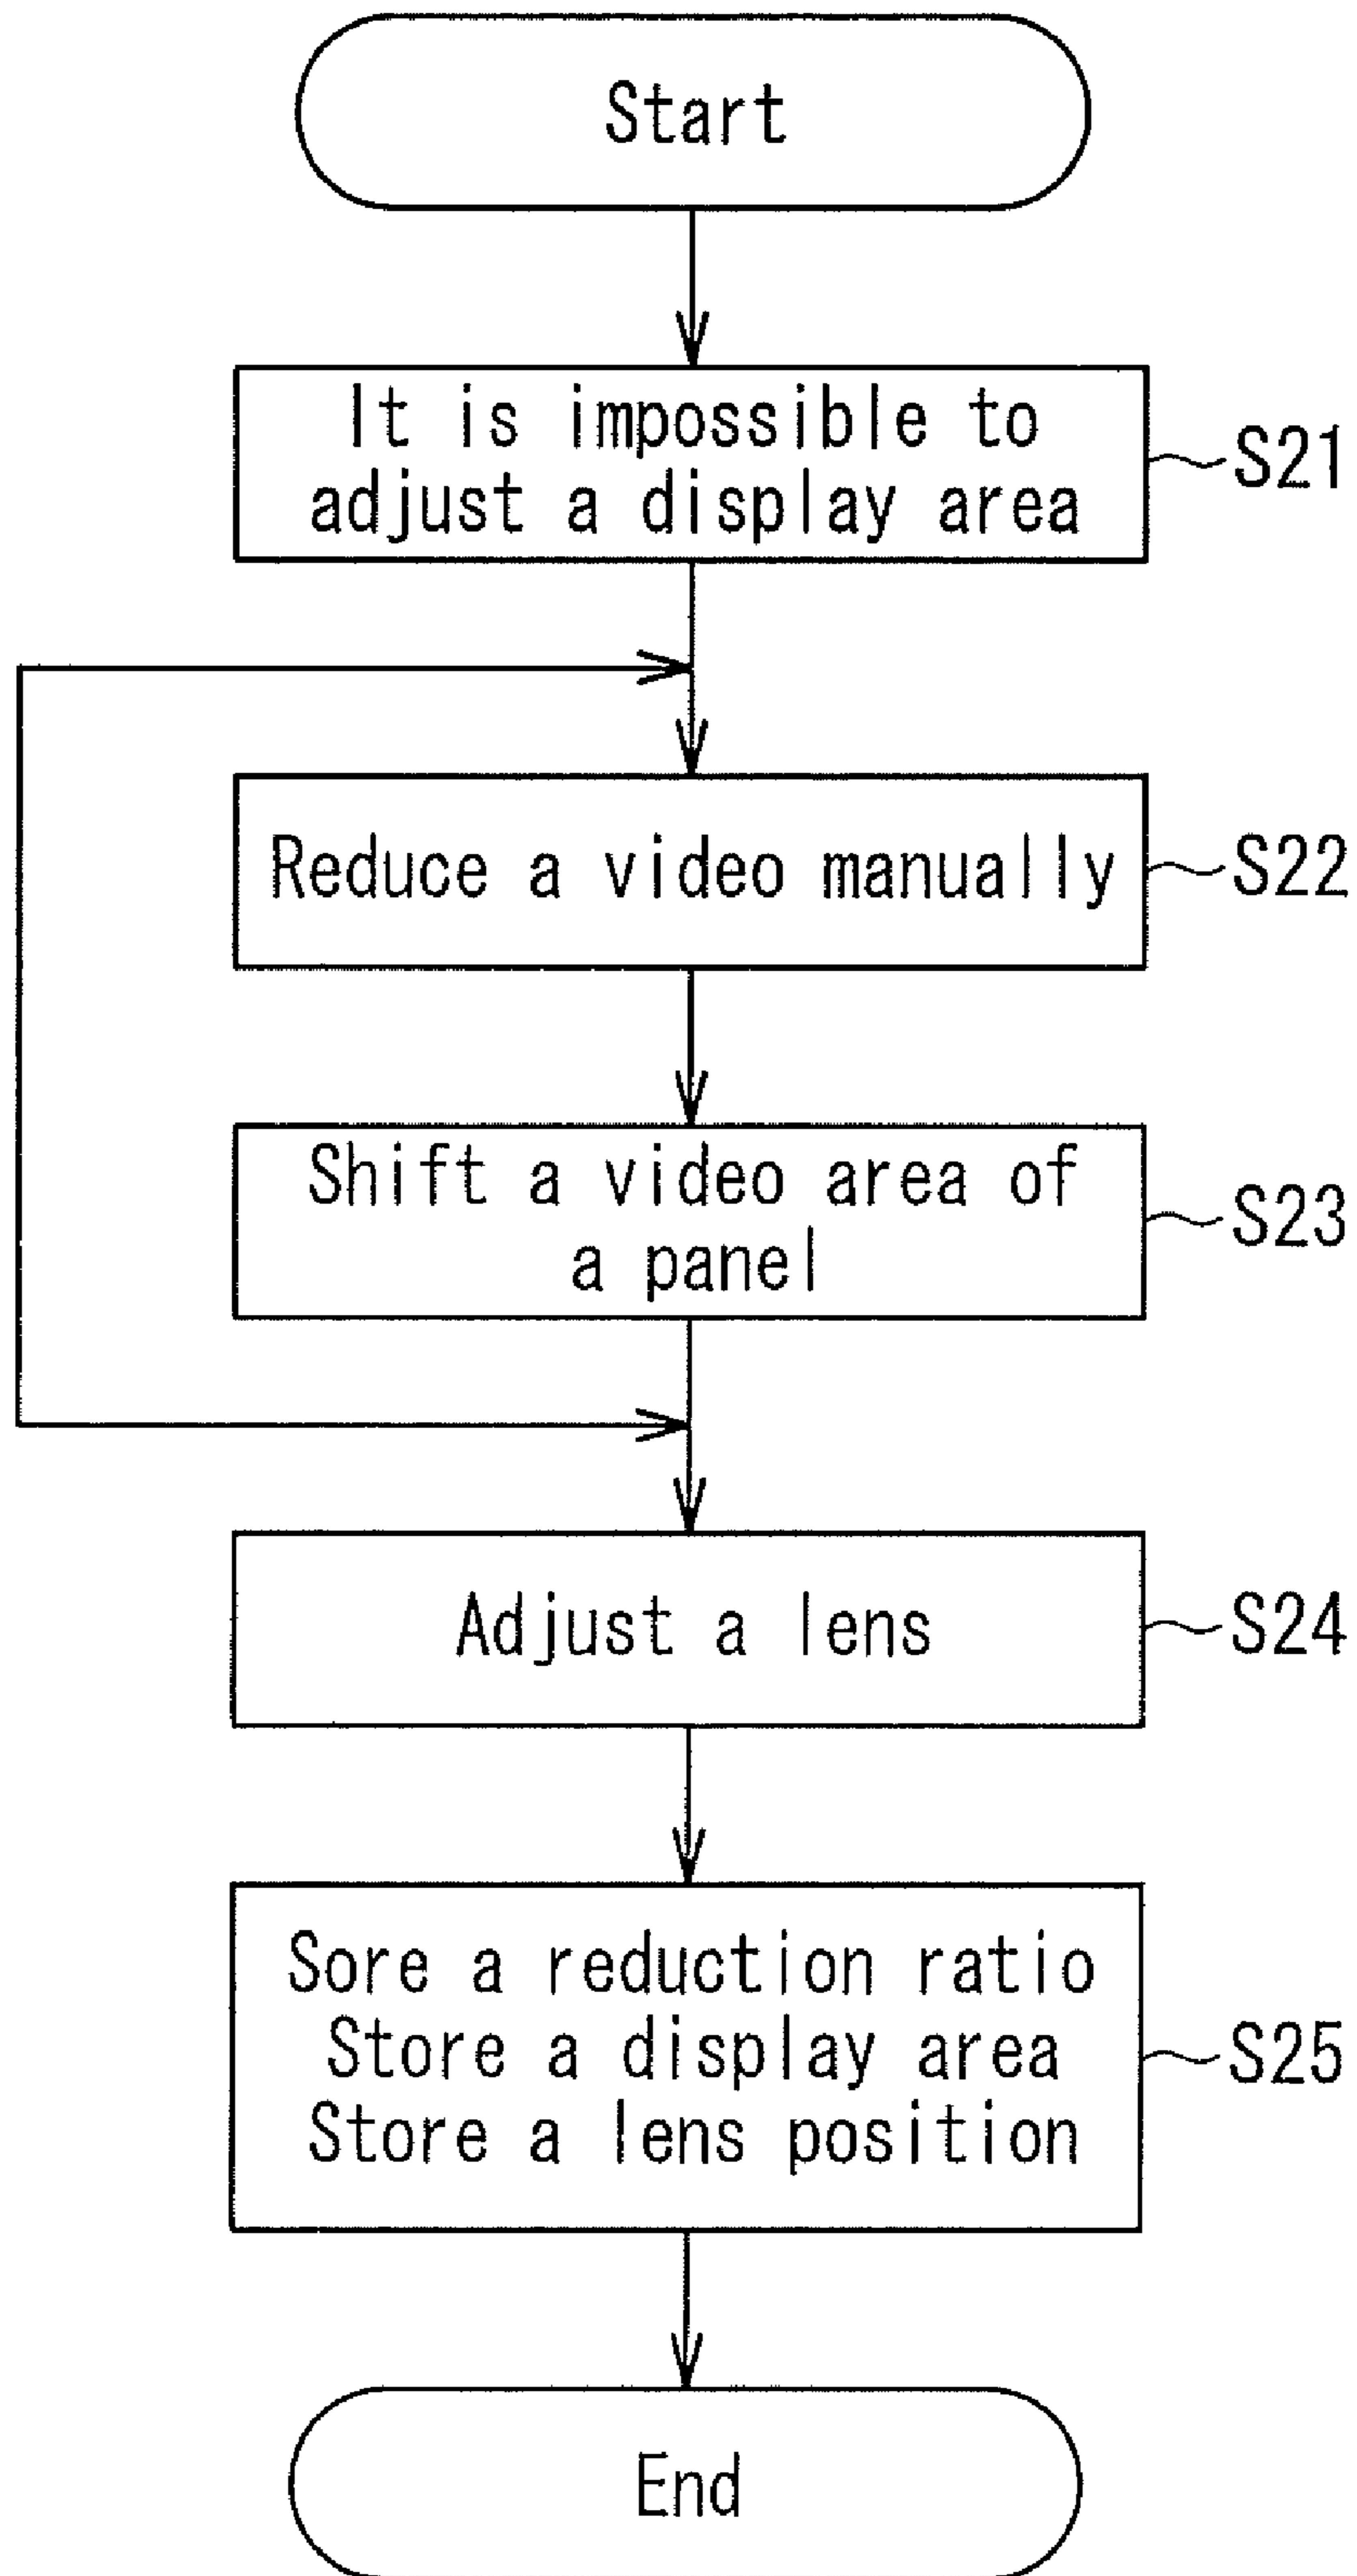 Start
It is impossible to
adjust a display area
S21
Reduce a video manually
S22
Shift a video area of
a panel
S23
Adjust a lens
S24
Sore a reduction ratio
Store a display area
Store a lens position
S25
End